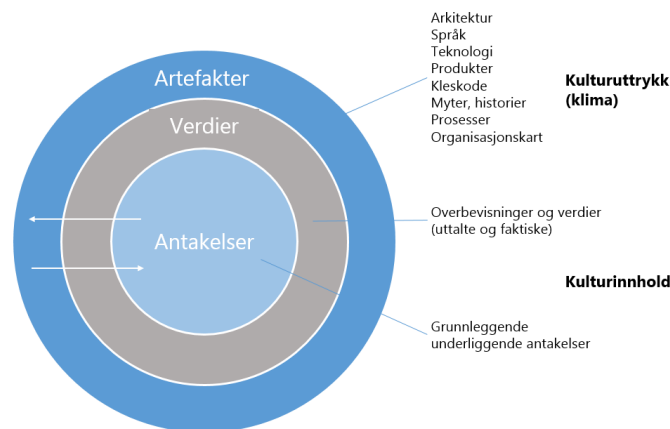 Artefakter
Verdier
Antakelser
Arkitektur
Språk
Teknologi
Produkter
Kleskode
Myter, historier
Prosesser
Organisasjonskart
Kulturuttrykk
(klima)
Overbevisninger og verdier
(uttalte og faktiske)
Kulturinnhold
Grunnleggende
underliggende antakelser